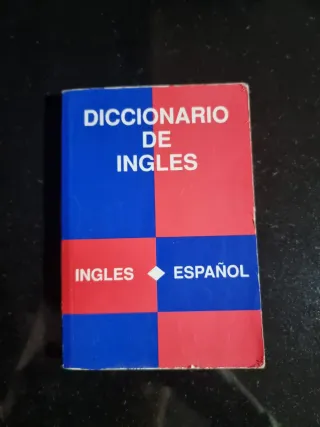 DICCIONARIO
DE
INGLES
INGLES ◆ ESPAÑOL